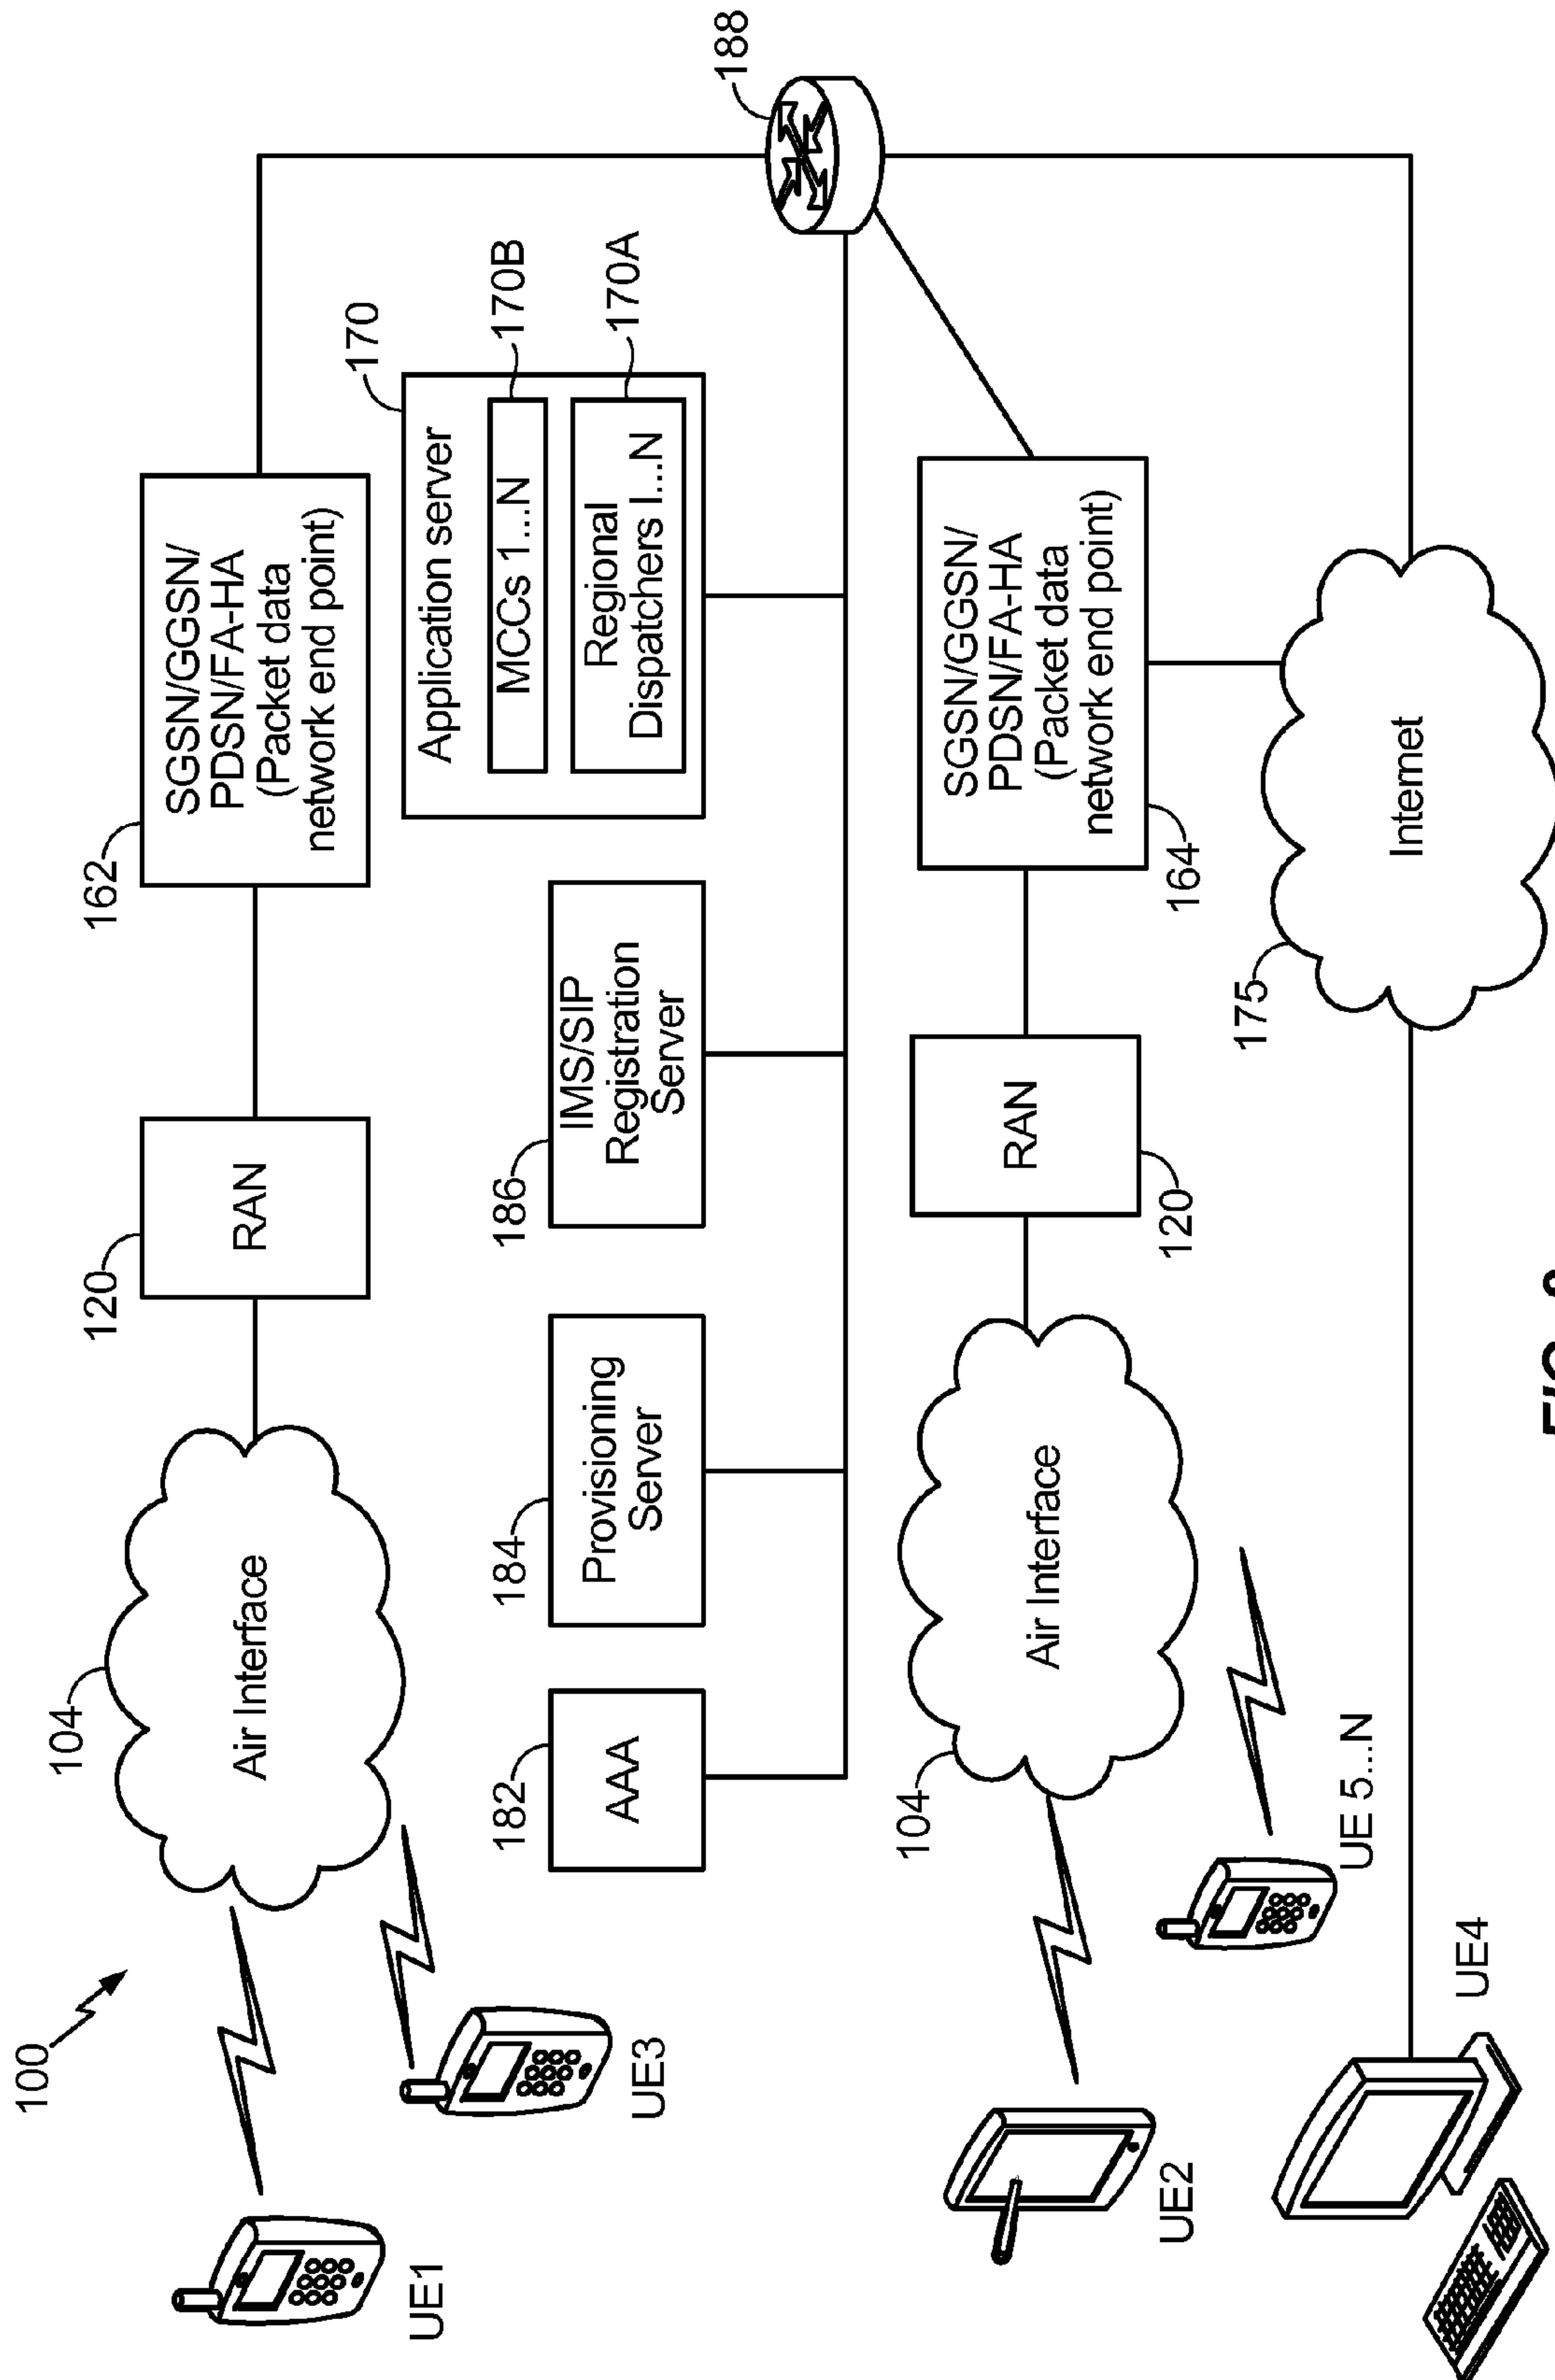 100
104
Air Interface
120
RAN
162
SGSN/GGSN/
PDSN/FA-HA
(Packet data
network end point)
UE1
UE3
182
AAA
184
Provisioning
Server
186
IMS/SIP
Registration
Server
170
Application server
MCCs 1...N
170B
Regional
Dispatchers I...N
170A
188
104
Air Interface
120
RAN
164
SGSN/GGSN/
PDSN/FA-HA
(Packet data
network end point)
UE2
UE 5...N
175
Internet
UE4
FIG.